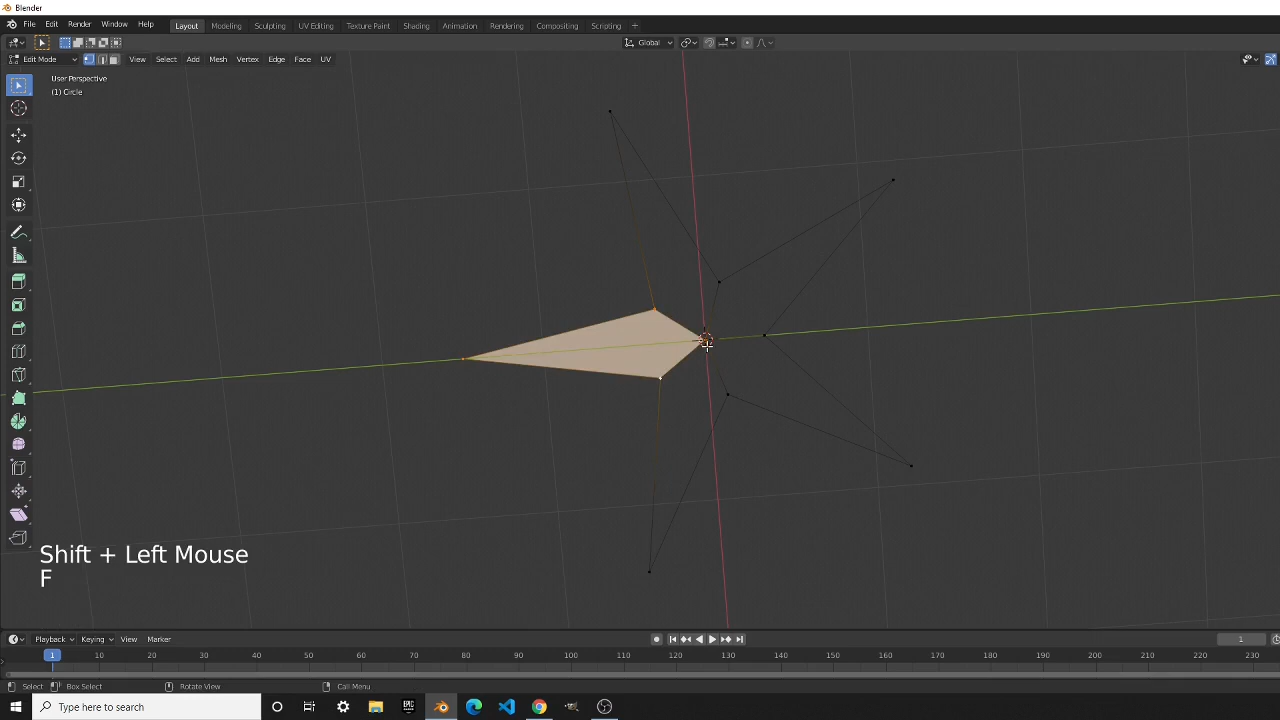 Blender
File Edit Render Window Help Layout Modeling Sculpting UV Editing Texture Paint Shading Animation Rendering Compositing Scripting +
Global
Edit Mode View Select Add Mesh Vertex Edge Face UV
User Perspective
(1) Circle
Shift + Left Mouse
F
Playback Keying View Marker 1
1 10 20 30 40 50 60 70 80 90 100 110 120 130 140 150 160 170 180 190 200 210 220 230
Select Box Select Rotate View Call Menu
Type here to search
EPIC